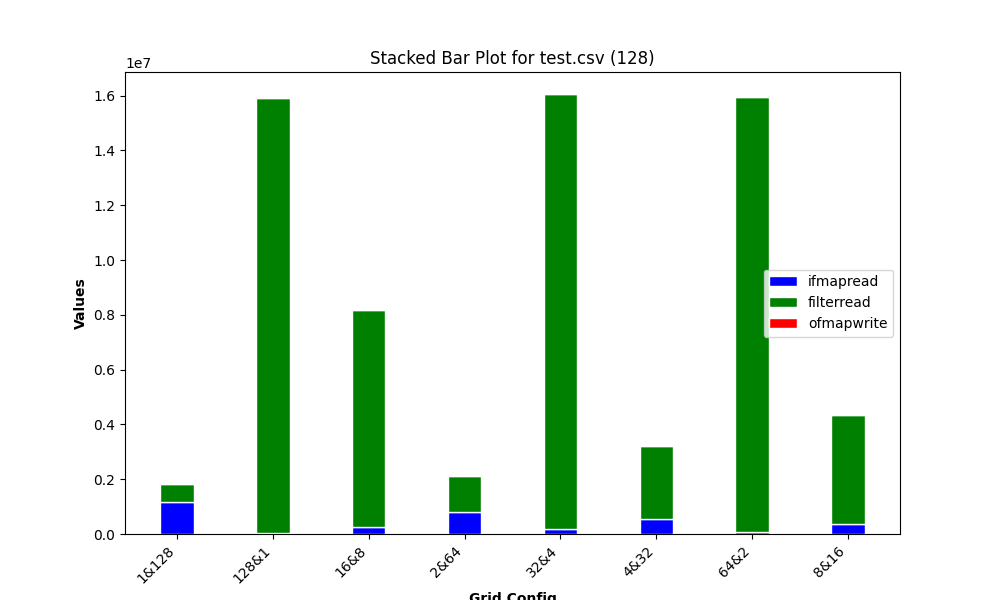 Stacked Bar Plot for test.csv (128)
1e7
1.6
1.4
1.2
1.0
0.8
0.6
0.4
0.2
0.0
Values
ifmapread
filterread
ofmapwrite
1&128
128&1
16&8
2&64
32&4
4&32
64&2
8&16
Grid Config